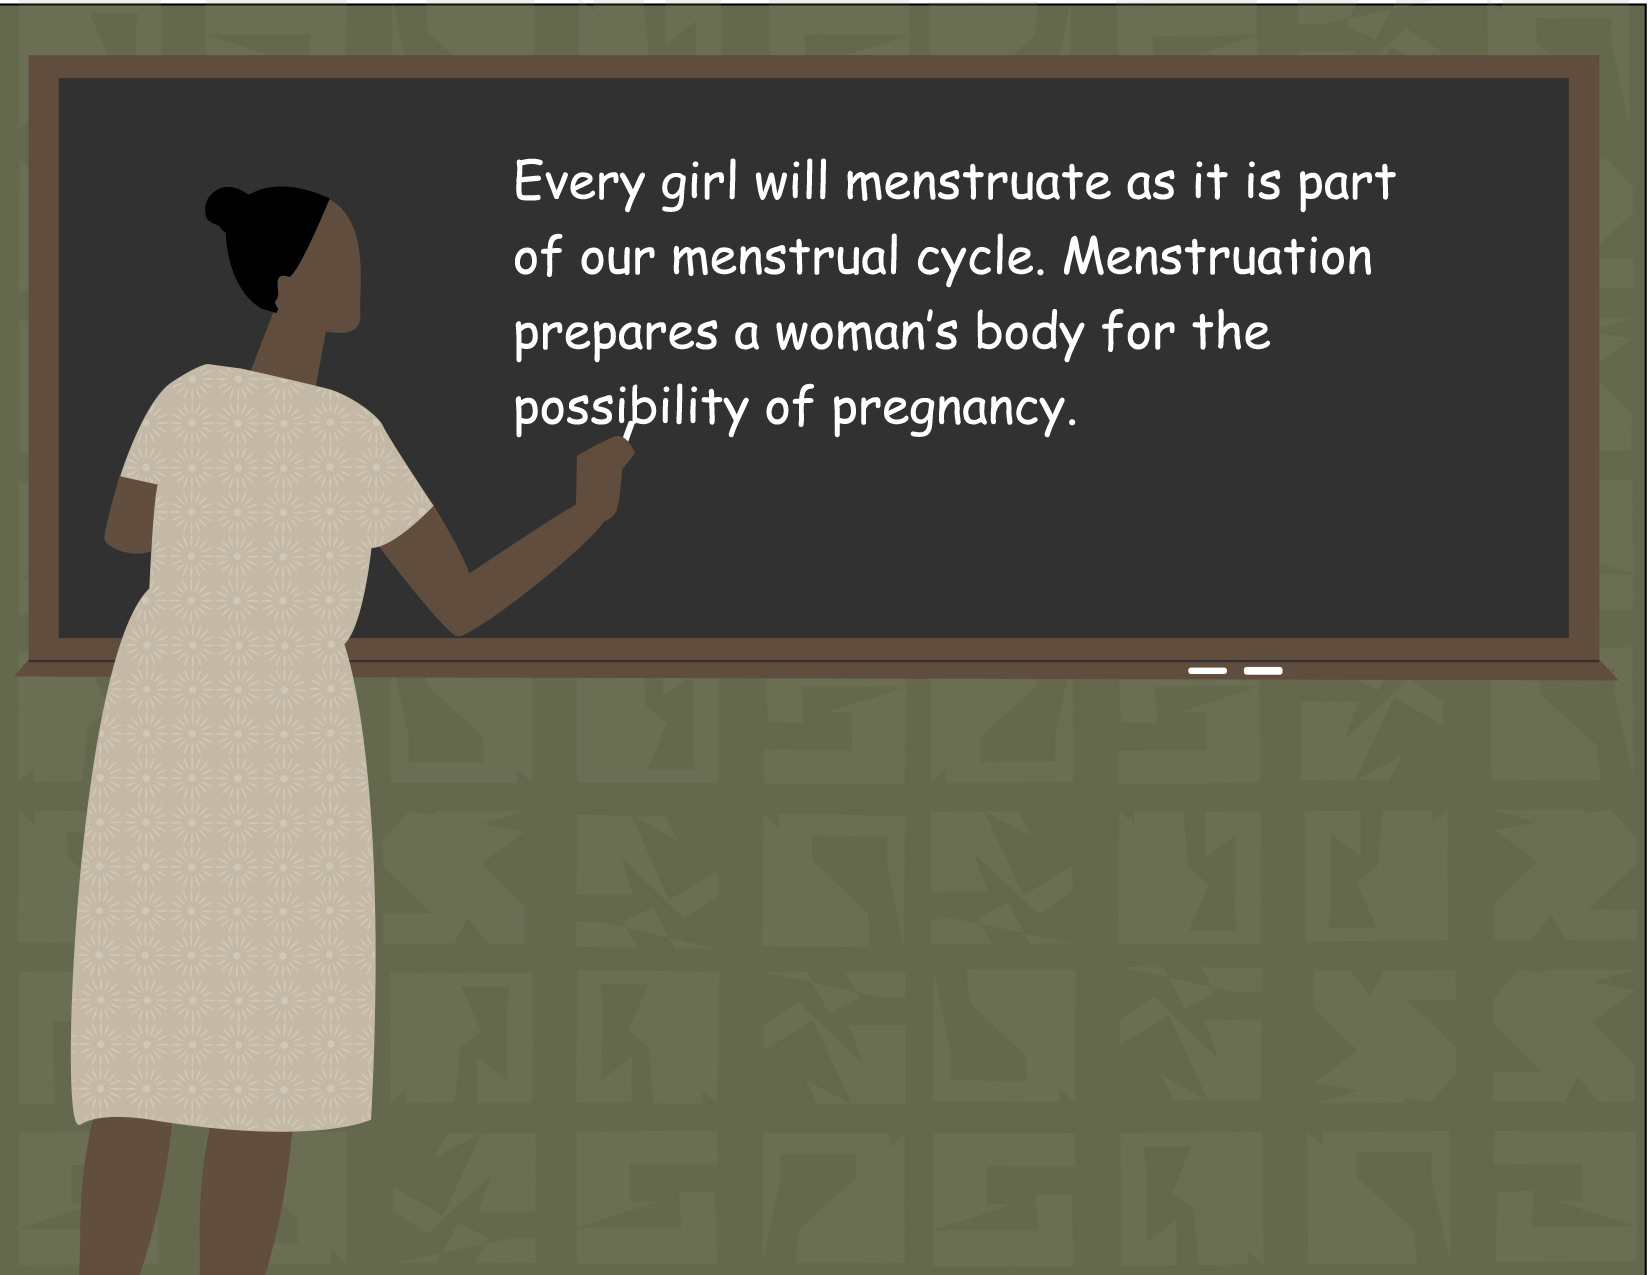 Every girl will menstruate as it is part
of our menstrual cycle. Menstruation
prepares a woman’s body for the
possibility of pregnancy.